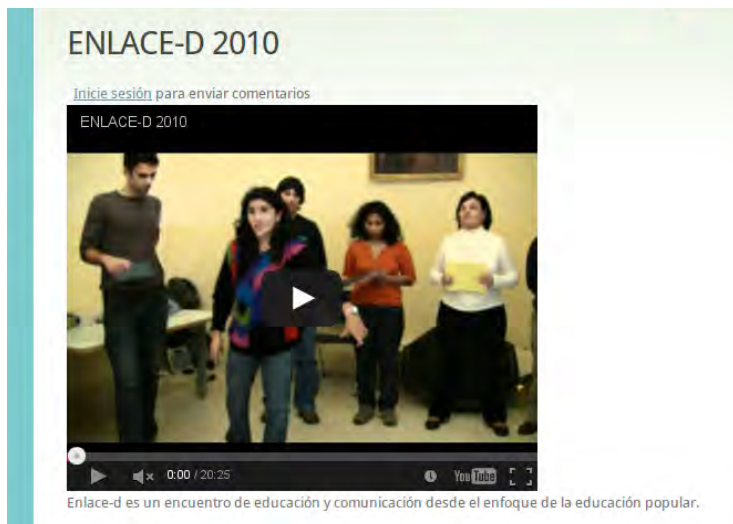 ENLACE-D 2010
Inicie sesión para enviar comentarios
ENLACE-D 2010
0:00 / 20:25
YouTube
Enlace-d es un encuentro de educación y comunicación desde el enfoque de la educación popular.